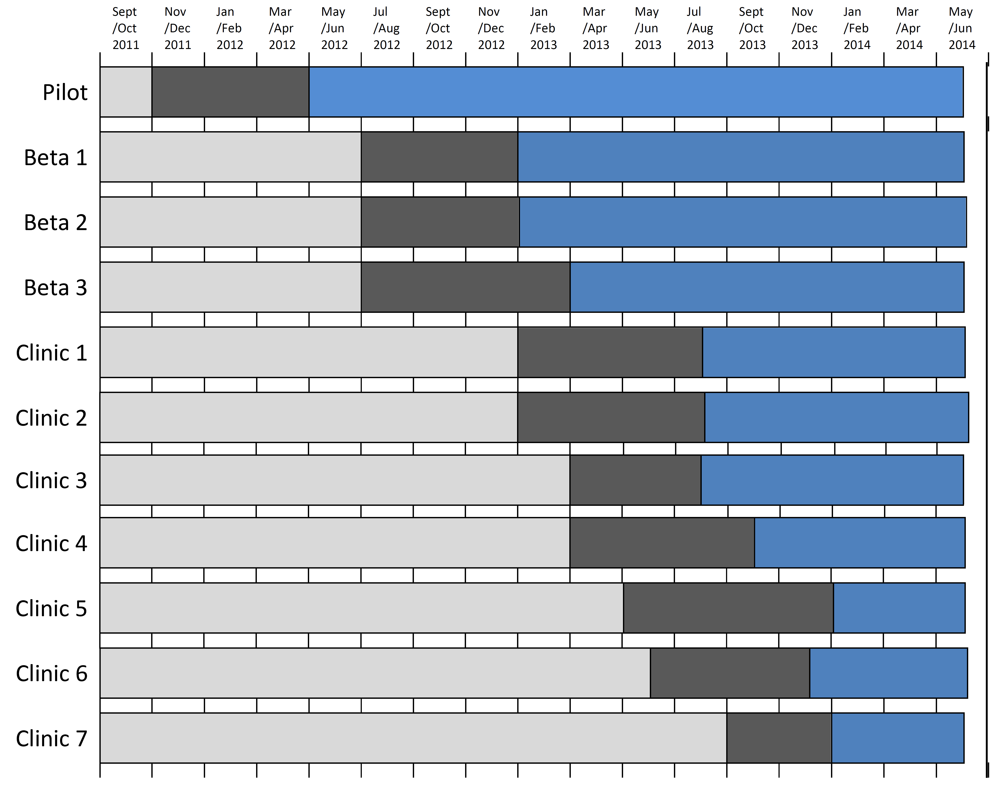 Sept Nov Jan Mar May Jul Sept Nov Jan Mar May Jul Sept Nov Jan Mar May
/Oct /Dec /Feb /Apr /Jun /Aug /Oct /Dec /Feb /Apr /Jun /Aug /Oct /Dec /Feb /Apr /Jun
2011 2011 2012 2012 2012 2012 2012 2012 2013 2013 2013 2013 2013 2013 2014 2014 2014
Pilot
Beta 1
Beta 2
Beta 3
Clinic 1
Clinic 2
Clinic 3
Clinic 4
Clinic 5
Clinic 6
Clinic 7